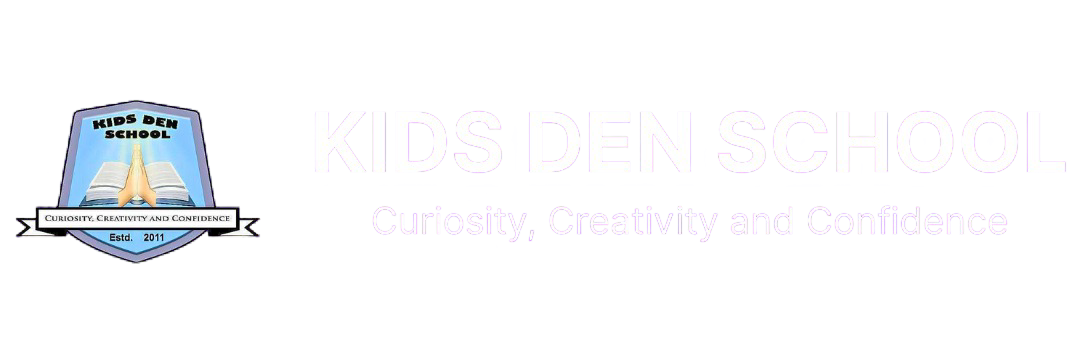 KIDS DEN
SCHOOL
CURIOSITY, CREATIVITY AND CONFIDENCE
Estd. 2011
KIDS DEN SCHOOL
Curiosity, Creativity and Confidence